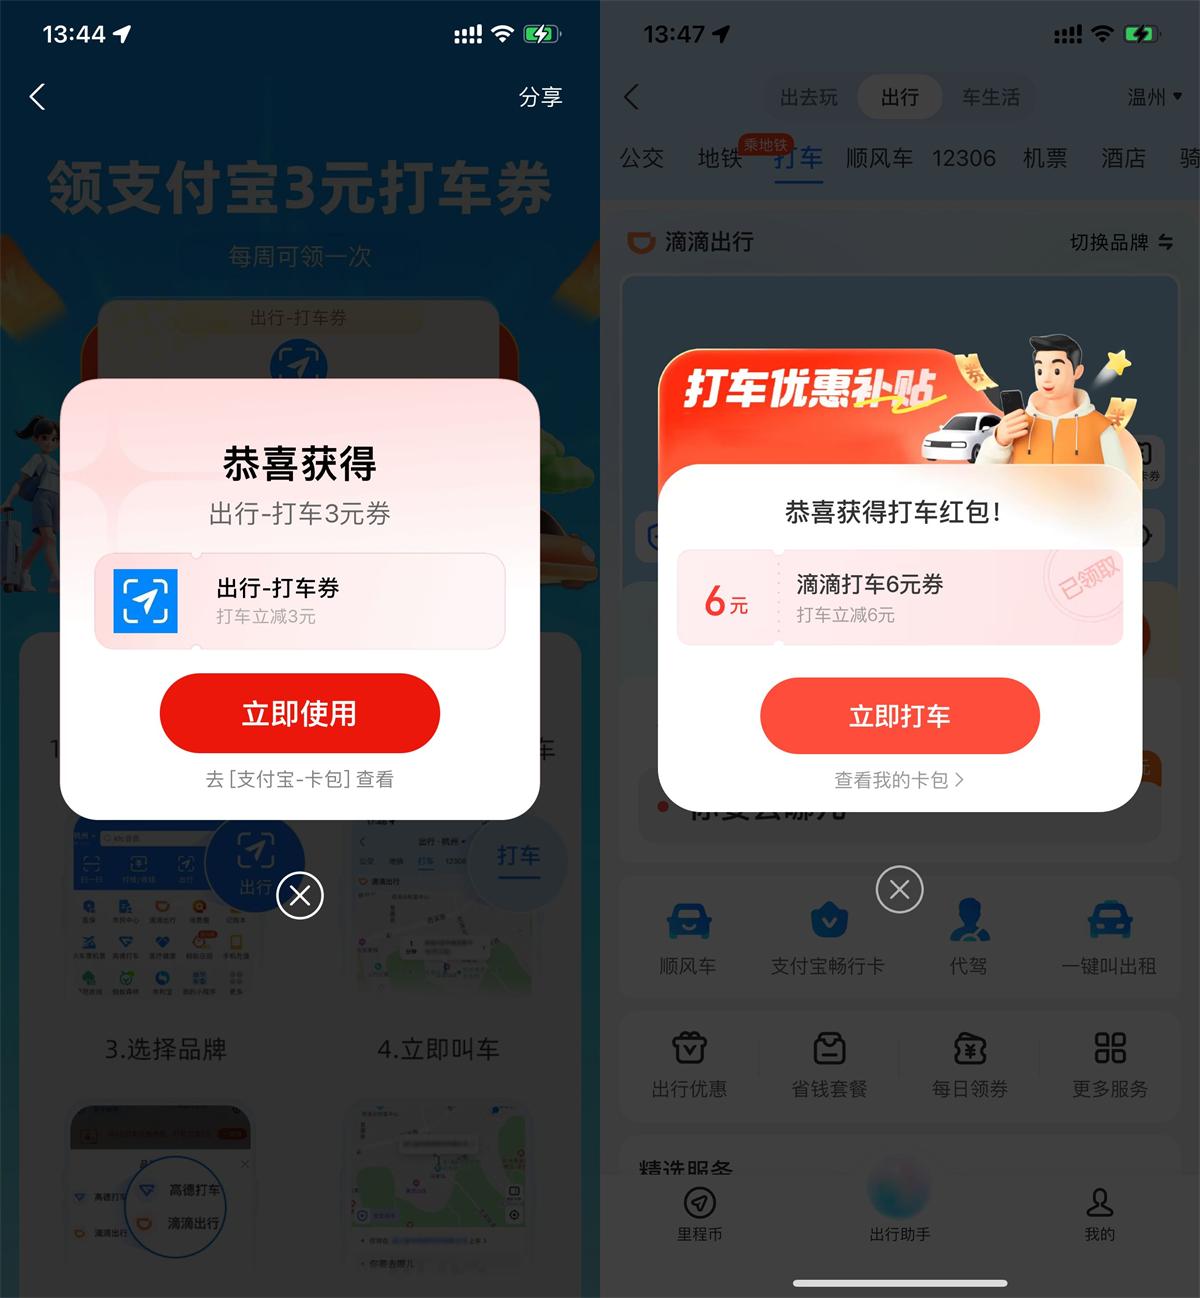 13:44
分享
领支付宝3元打车券
每周可领一次
出行-打车券
恭喜获得
出行-打车3元券
出行-打车券
打车立减3元
立即使用
去[支付宝-卡包]查看
出行
打车
3.选择品牌
4.立即叫车
高德打车
滴滴出行
13:47
出去玩
出行
车生活
温州
公交
地铁
乘地铁
打车
顺风车
12306
机票
酒店
骑
滴滴出行
切换品牌
打车优惠补贴
券
恭喜获得打车红包!
6元
滴滴打车6元券
打车立减6元
已领取
立即打车
查看我的卡包
顺风车
支付宝畅行卡
代驾
一键叫出租
出行优惠
省钱套餐
每日领券
更多服务
精选服务
里程币
出行助手
我的